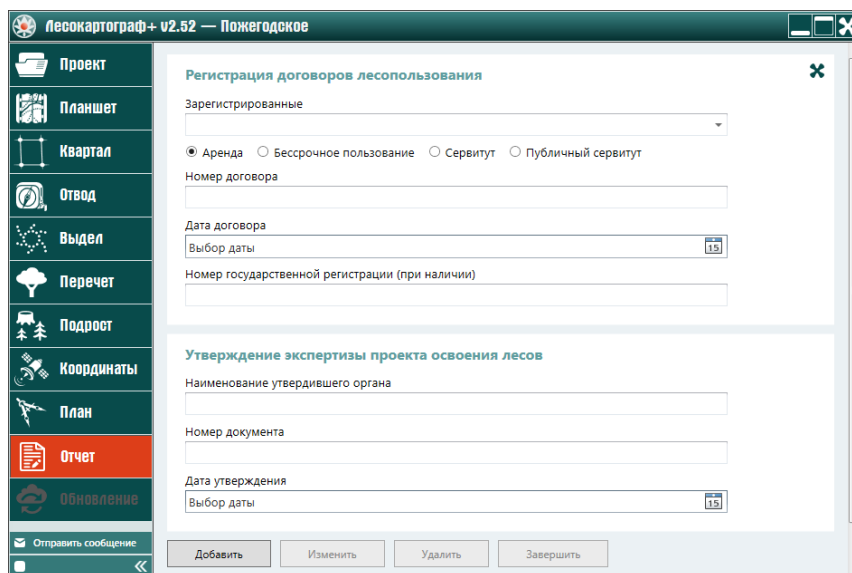 Лесокартограф+ v2.52 — Пожегодское
Проект
Планшет
Квартал
Отвод
Выдел
Перечет
Подрост
Координаты
План
Отчет
Обновление
Отправить сообщение
Регистрация договоров лесопользования
Зарегистрированные
Аренда Бессрочное пользование Сервитут Публичный сервитут
Номер договора
Дата договора
Выбор даты 15
Номер государственной регистрации (при наличии)
Утверждение экспертизы проекта освоения лесов
Наименование утвердившего органа
Номер документа
Дата утверждения
Выбор даты 15
Добавить Изменить Удалить Завершить